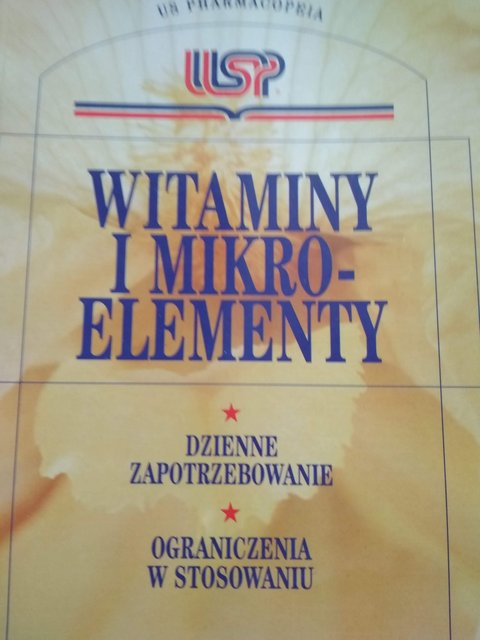 US PHARMACOPEIA
USP
WITAMINY
I MIKRO-
ELEMENTY
DZIENNE
ZAPOTRZEBOWANIE
OGRANICZENIA
W STOSOWANIU